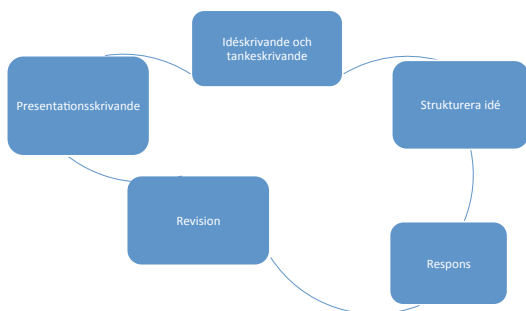 Idéskrivande och
tankeskrivande
Strukturera idé
Respons
Revision
Presentationsskrivande